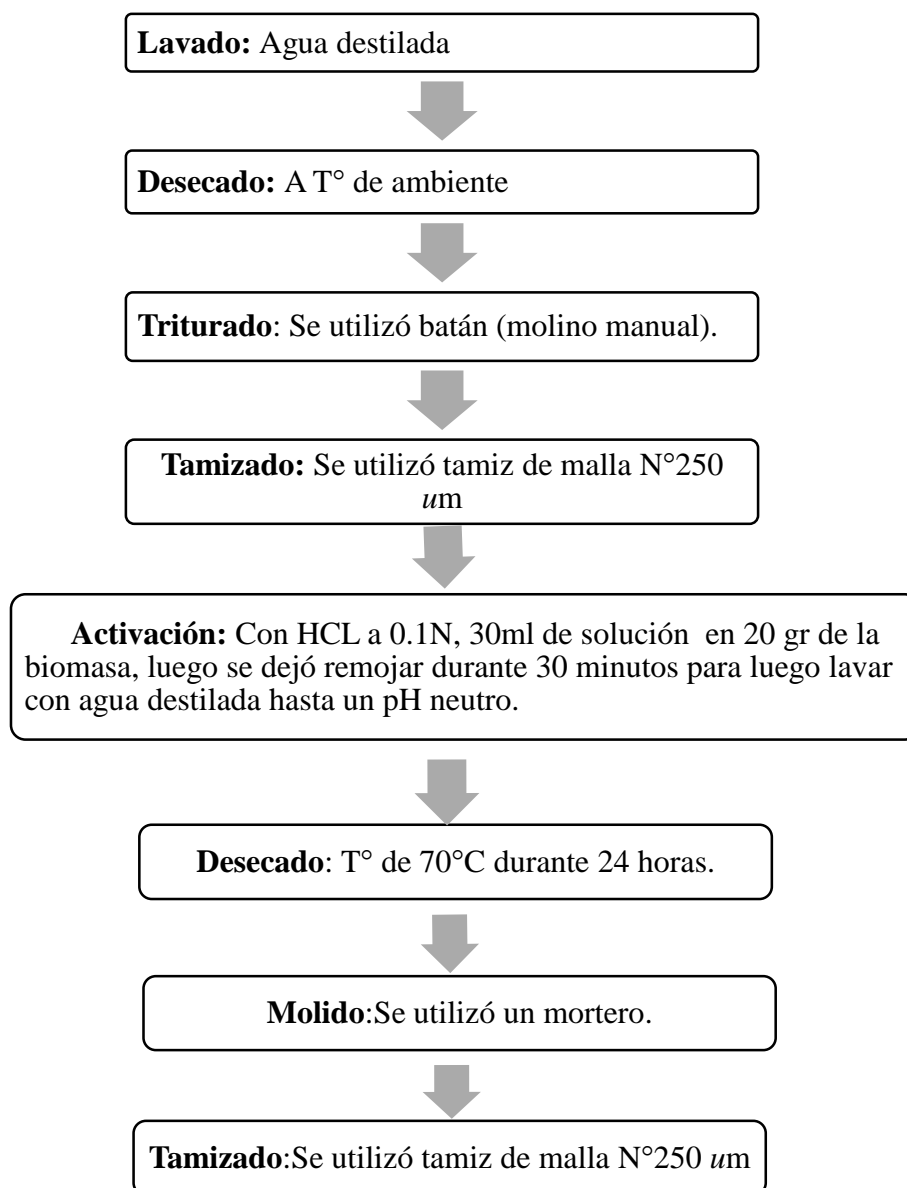 Lavado: Agua destilada
Desecado: A T° de ambiente
Triturado: Se utilizó batán (molino manual).
Tamizado: Se utilizó tamiz de malla N°250
um
Activación: Con HCL a 0.1N, 30ml de solución en 20 gr de la
biomasa, luego se dejó remojar durante 30 minutos para luego lavar
con agua destilada hasta un pH neutro.
Desecado: T° de 70°C durante 24 horas.
Molido:Se utilizó un mortero.
Tamizado:Se utilizó tamiz de malla N°250 um